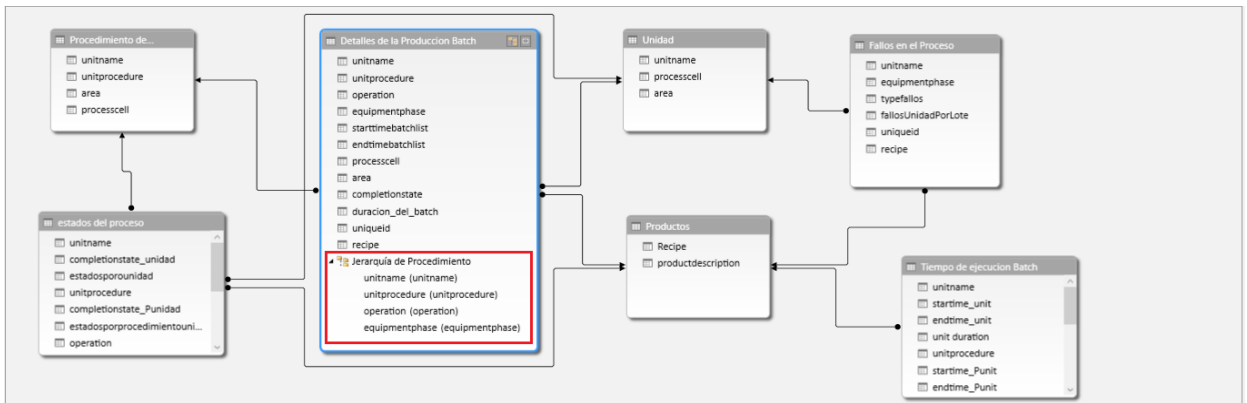 Procedimiento de...
unitname
unitprocedure
area
processcell
Detalles de la Produccion Batch
unitname
unitprocedure
operation
equipmentphase
starttimebatchlist
endtimebatchlist
processcell
area
completionstate
duracion_del_batch
uniqueid
recipe
Jerarquía de Procedimiento
unitname (unitname)
unitprocedure (unitprocedure)
operation (operation)
equipmentphase (equipmentphase)
Unidad
unitname
processcell
area
Fallos en el Proceso
unitname
equipmentphase
typefallos
fallosUnidadPorLote
uniqueid
recipe
estados del proceso
unitname
completionstate_unidad
estadosporounidad
unitprocedure
completionstate_Punidad
estadosporprocedimientouni...
operation
Productos
Recipe
productdescription
Tiempo de ejecucion Batch
unitname
startime_unit
endtime_unit
unit duration
unitprocedure
startime_Punit
endtime_Punit